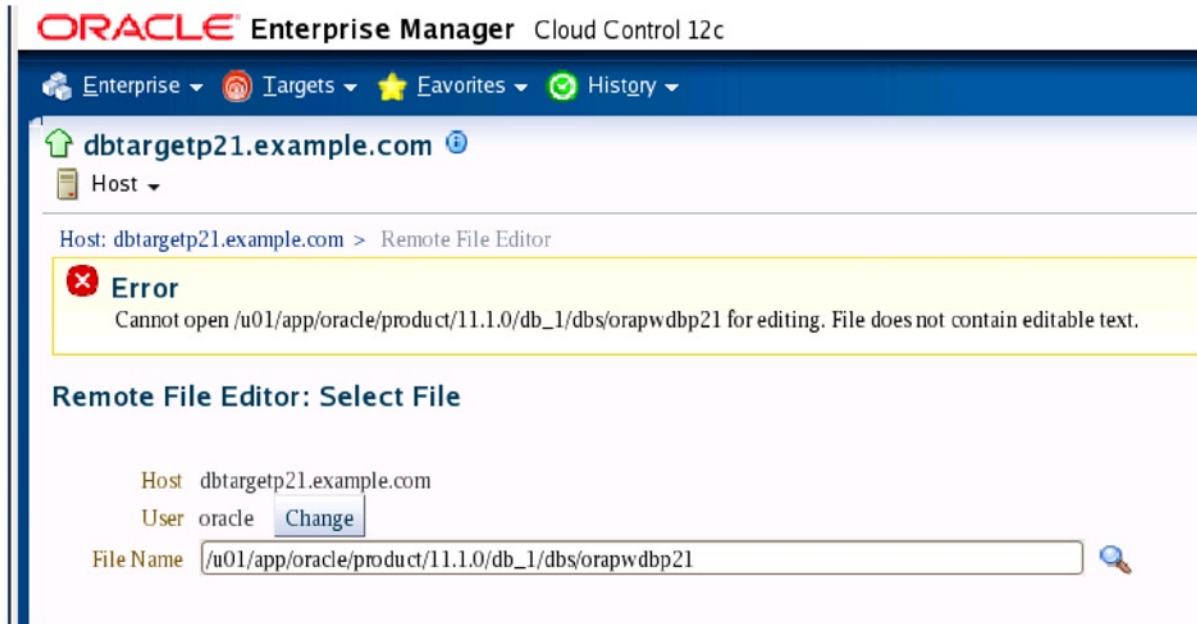 ORACLE Enterprise Manager Cloud Control 12c
Enterprise Targets Favorites History
dbtargetp21.example.com
Host
Host: dbtargetp21.example.com > Remote File Editor
Error
Cannot open /u01/app/oracle/product/11.1.0/db_1/dbs/orapwdbp21 for editing. File does not contain editable text.
Remote File Editor: Select File
Host dbtargetp21.example.com
User oracle Change
File Name /u01/app/oracle/product/11.1.0/db_1/dbs/orapwdbp21